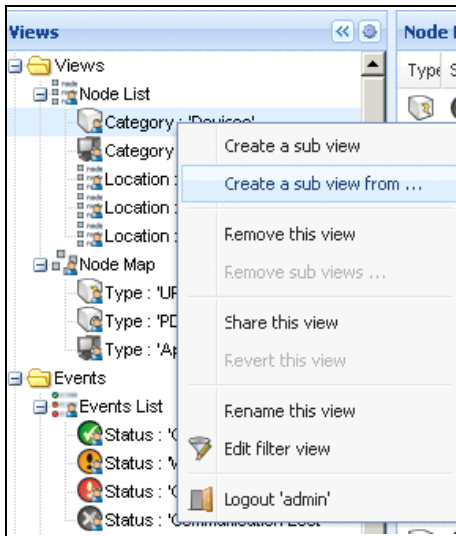 Views
Node
Views
Type S
Node List
Category : 'Devices'
Create a sub view
Category
Create a sub view from ...
Location :
Location :
Location :
Remove this view
Node Map
Remove sub views ...
Type : 'UP
Type : 'PD
Share this view
Type : 'Ap
Revert this view
Events
Events List
Rename this view
Status :
Edit filter view
Status :
Status :
Logout 'admin'
Status : 'Communication Lost'